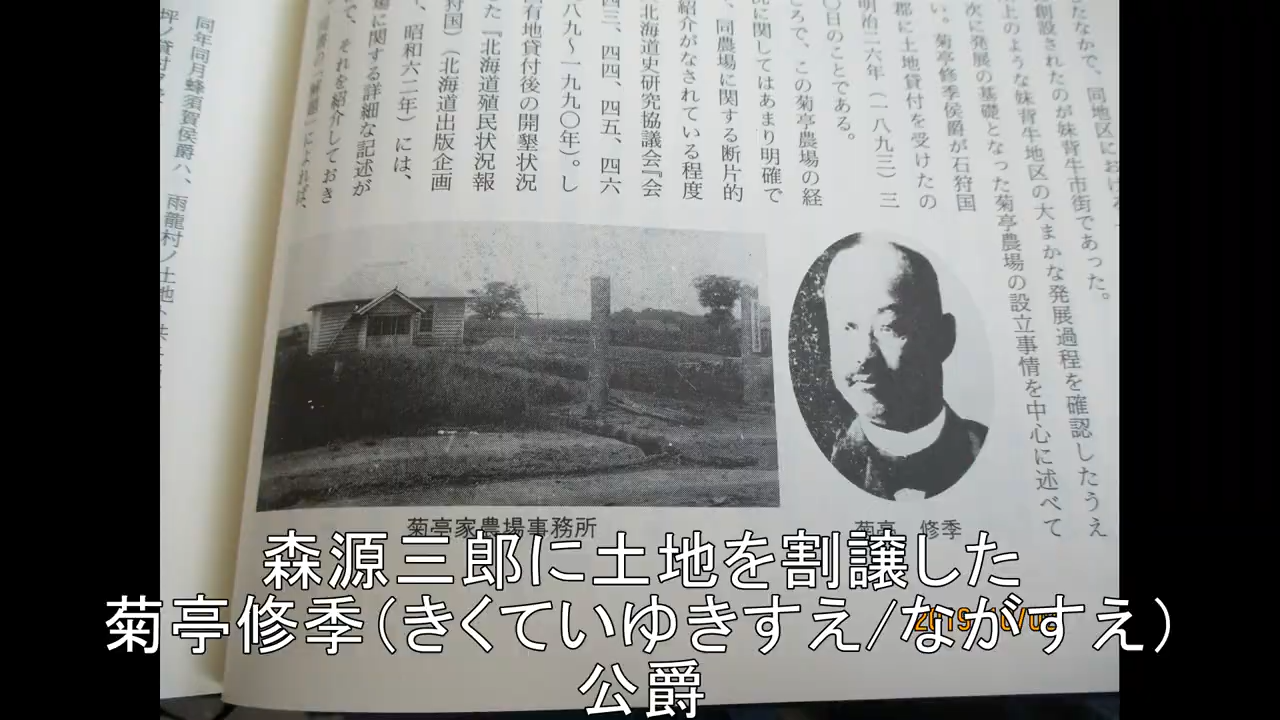 たなかで、同地区における
創設されたのが妹背牛市街であった。
上のような妹背牛地区の大まかな発展過程を確認したうえ
次に発展の基礎となった菊亭農場の設立事情を中心に述べて
い。菊亭修季侯爵が石狩国
郡に土地貸付を受けたの
明治二六年(一八九三)三
〇日のことである。
ころで、この菊亭農場の経
況に関してはあまり明確で
、同農場に関する断片的
紹介がなされている程度
北海道史研究協議会『会
四三、四四、四五、四六
八九〜一九九〇年)。し
有地貸付後の開墾状況
した『北海道殖民状況報
狩国)(北海道出版企画
、昭和六二年)には、
場に関する詳細な記述が
で、それを紹介しておき
同書の「解題」によれば、
同年同月蜂須賀侯爵ハ、雨龍村ノ土地、
菊亭家農場事務所
菊亭 修季
森源三郎に土地を割譲した
菊亭修季(きくていゆきすえ/ながすえ)
公爵